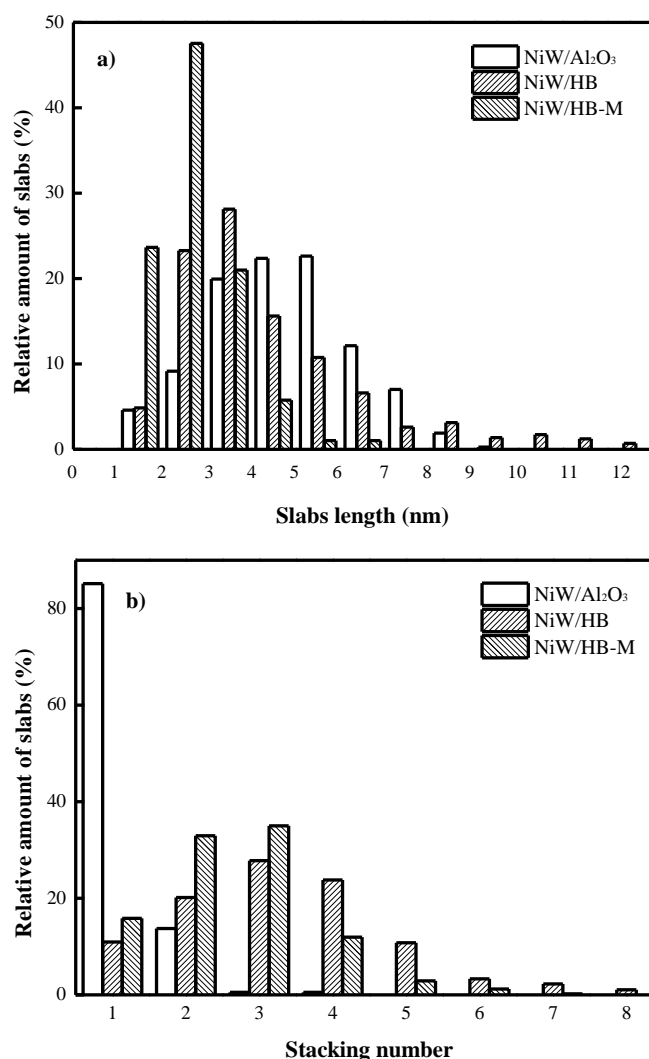 a)
NiW/Al₂O₃
NiW/HB
NiW/HB-M
Relative amount of slabs (%)
50
40
30
20
10
0
0 1 2 3 4 5 6 7 8 9 10 11 12
Slabs length (nm)
b)
NiW/Al₂O₃
NiW/HB
NiW/HB-M
Relative amount of slabs (%)
80
60
40
20
0
1 2 3 4 5 6 7 8
Stacking number